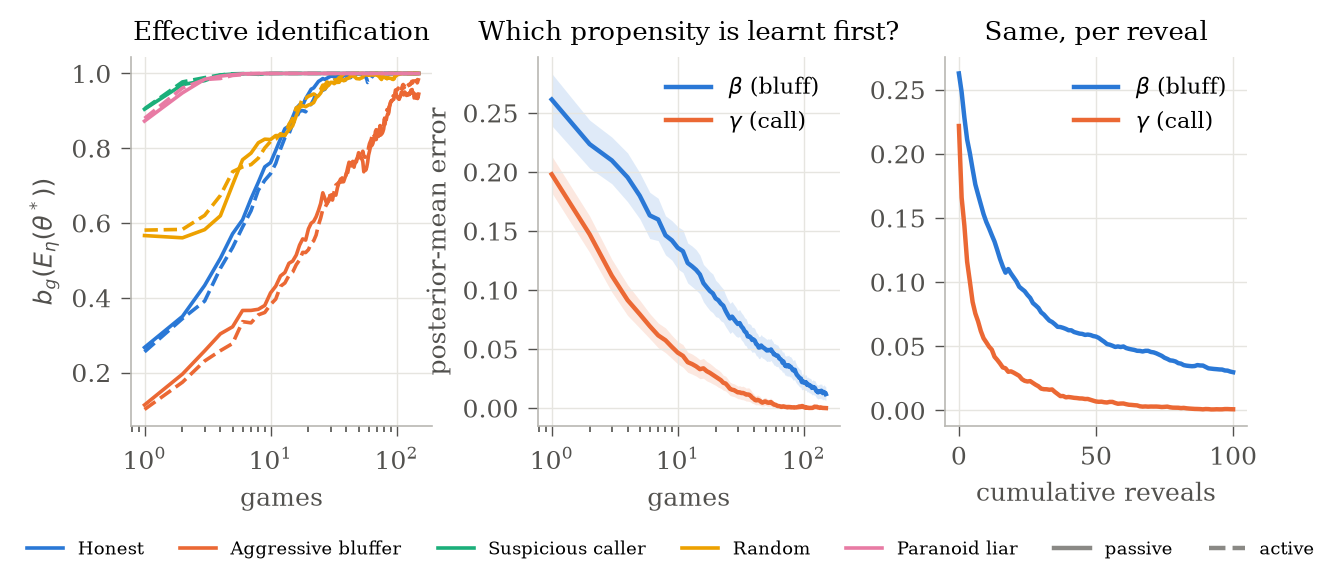 Effective identification
1.0
0.8
0.6
0.4
0.2
b_g(E_η(θ*))
10^0
10^1
10^2
games
Which propensity is learnt first?
β (bluff)
γ (call)
0.25
0.20
0.15
0.10
0.05
0.00
posterior-mean error
10^0
10^1
10^2
games
Same, per reveal
β (bluff)
γ (call)
0.25
0.20
0.15
0.10
0.05
0.00
0
50
100
cumulative reveals
Honest
Aggressive bluffer
Suspicious caller
Random
Paranoid liar
passive
active